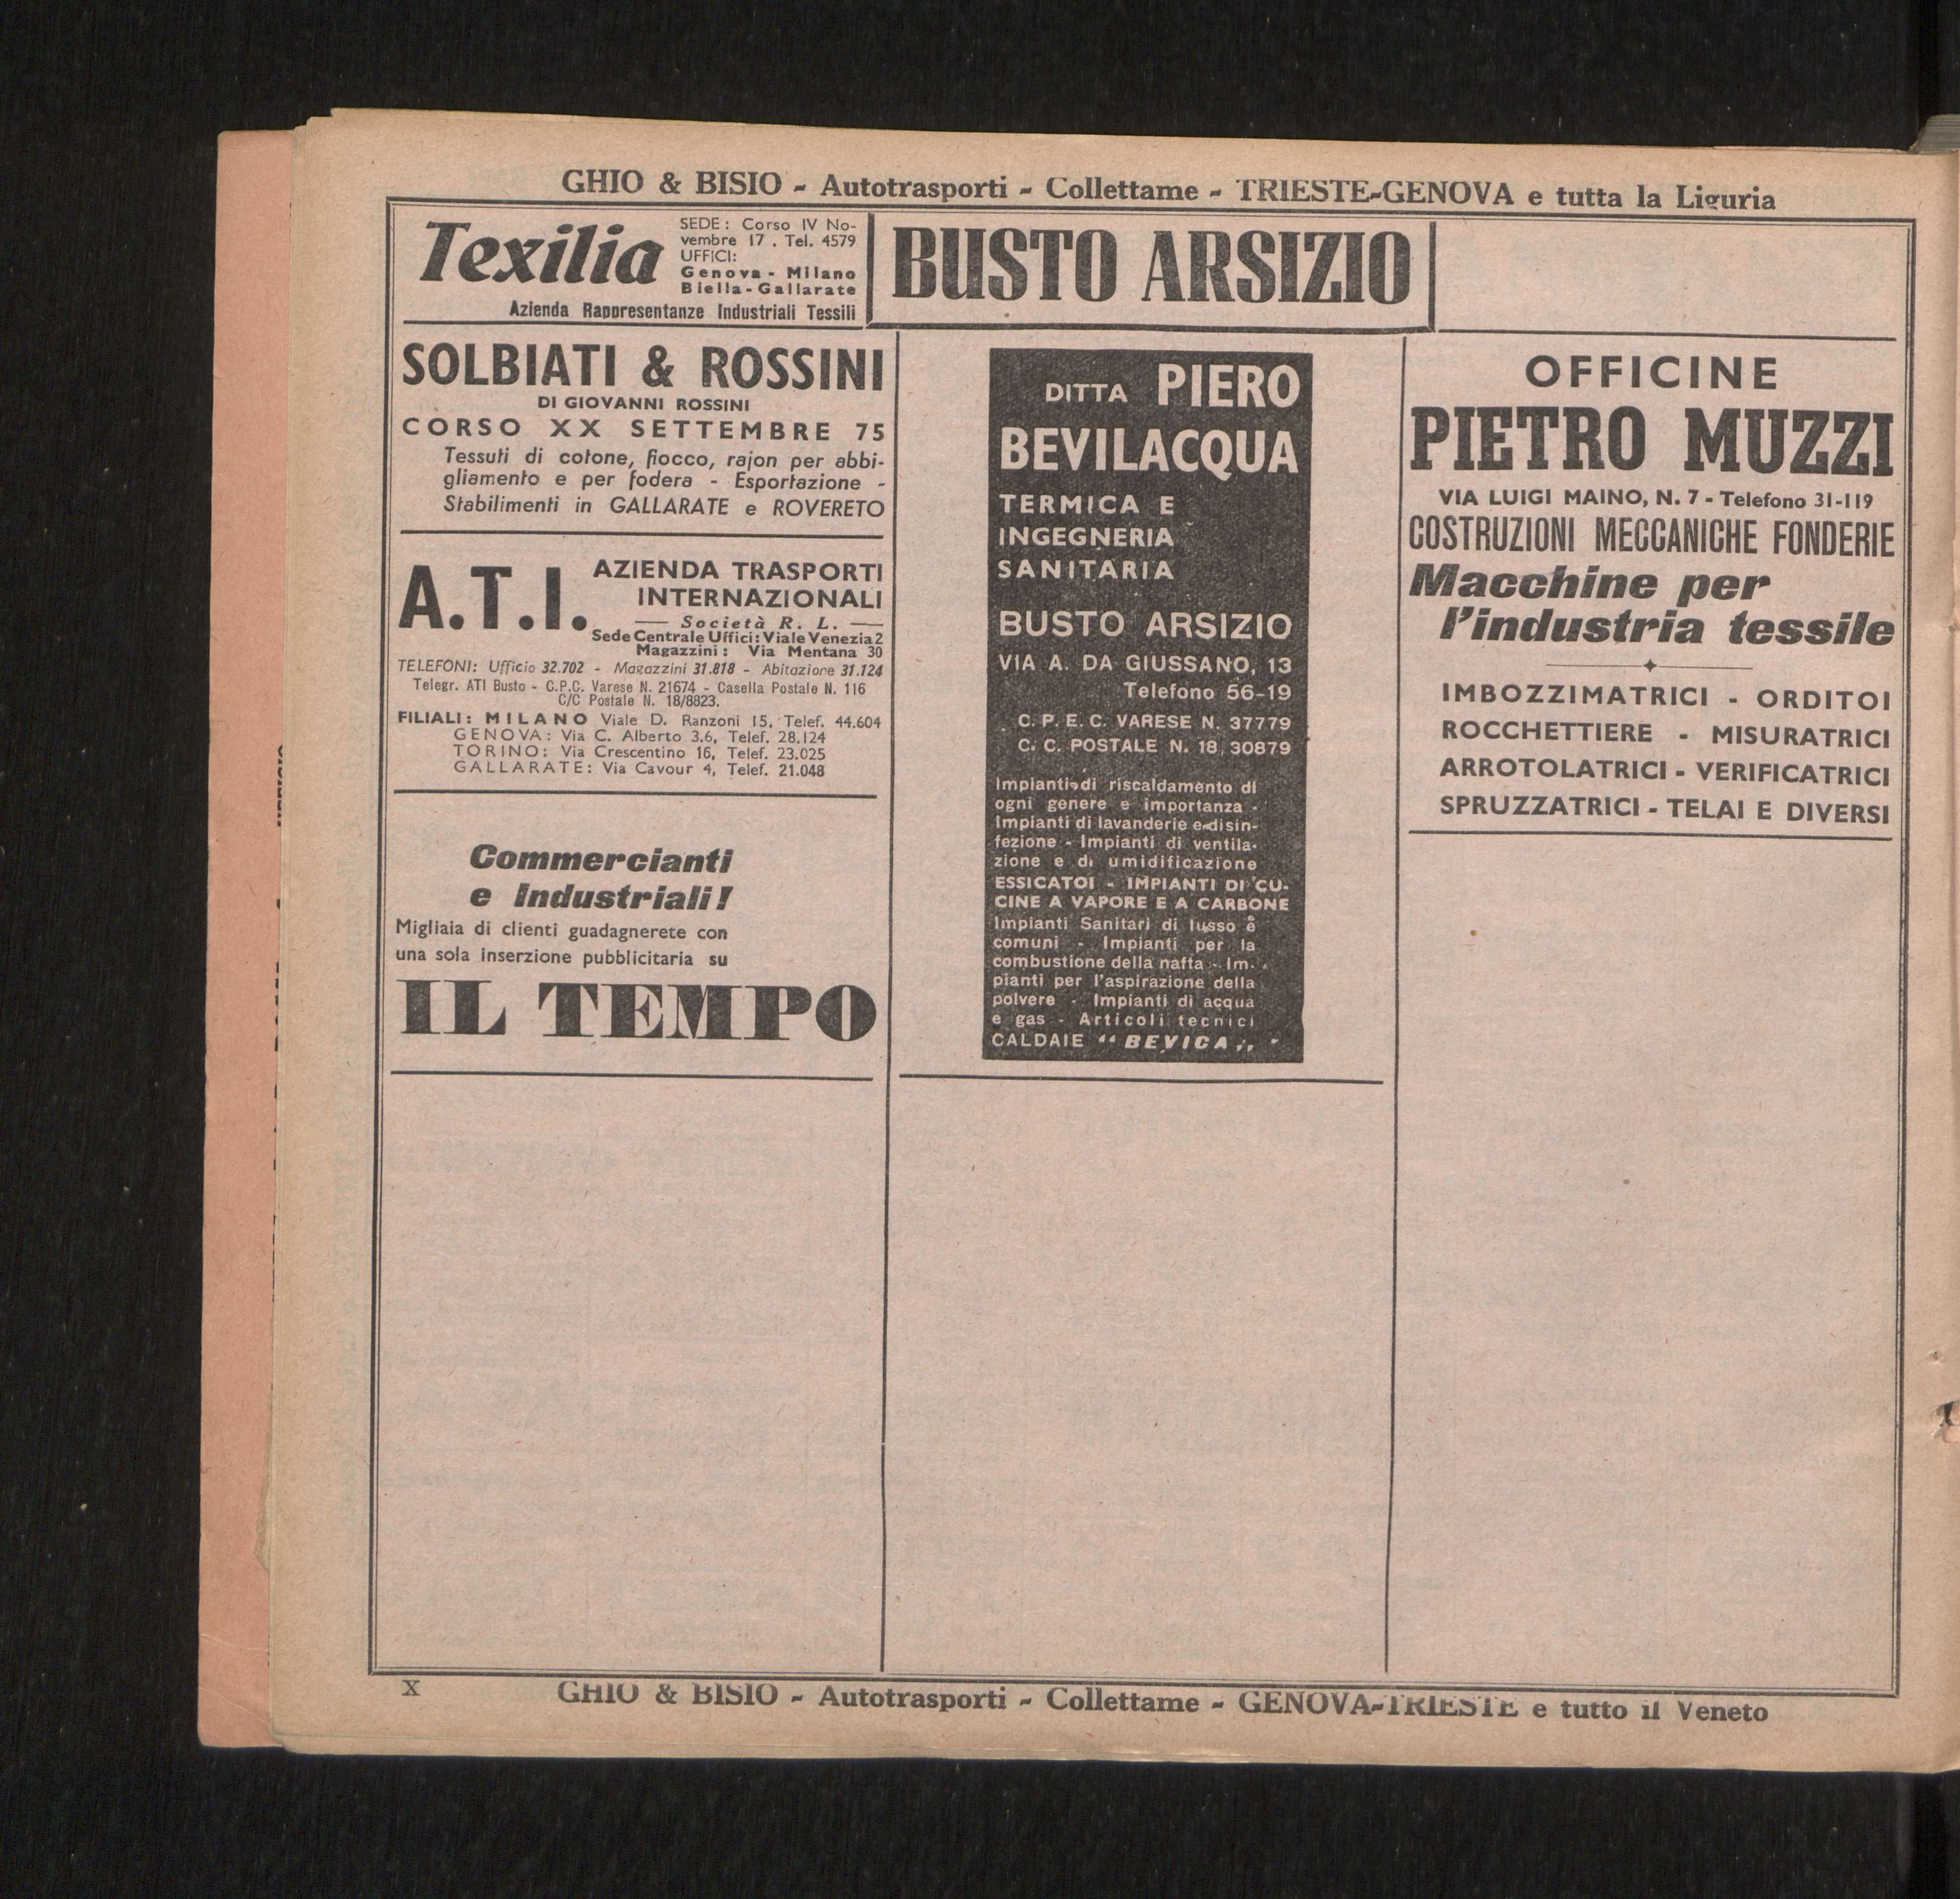 GHIO & BISIO - Autotrasporti - Collettame - TRIESTE-GENOVA e tutta la Liguria
Texilia
SEDE: Corso IV No-
vembre 17 . Tel. 4579
UFFICI:
Genova - Milano
Biella - Gallarate
Azienda Rappresentanze Industriali Tessili
BUSTO ARSIZIO
SOLBIATI & ROSSINI
DI GIOVANNI ROSSINI
CORSO XX SETTEMBRE 75
Tessuti di cotone, fiocco, rajon per abbi-
gliamento e per fodera - Esportazione -
Stabilimenti in GALLARATE e ROVERETO
A.T.I.
AZIENDA TRASPORTI
INTERNAZIONALI
— Società R. L. —
Sede Centrale Uffici: Viale Venezia 2
Magazzini: Via Mentana 30
TELEFONI: Ufficio 32.702 - Magazzini 31.818 - Abitazione 31.124
Telegr. ATI Busto - C.P.C. Varese N. 21674 - Casella Postale N. 116
C/C Postale N. 18/8823.
FILIALI: MILANO Viale D. Ranzoni 15, Telef. 44.604
GENOVA: Via C. Alberto 3.6, Telef. 28.124
TORINO: Via Crescentino 16, Telef. 23.025
GALLARATE: Via Cavour 4, Telef. 21.048
Commercianti
e Industriali!
Migliaia di clienti guadagnerete con
una sola inserzione pubblicitaria su
IL TEMPO
DITTA PIERO
BEVILACQUA
TERMICA E
INGEGNERIA
SANITARIA
BUSTO ARSIZIO
VIA A. DA GIUSSANO, 13
Telefono 56-19
C. P. E. C. VARESE N. 37779
C. C. POSTALE N. 18 30879
Impianti di riscaldamento di
ogni genere e importanza -
Impianti di lavanderie e disin-
fezione - Impianti di ventila-
zione e di umidificazione
ESSICATOI - IMPIANTI DI CU-
CINE A VAPORE E A CARBONE
Impianti Sanitari di lusso e
comuni - Impianti per la
combustione della nafta - Im-
pianti per l'aspirazione della
polvere - Impianti di acqua
e gas - Articoli tecnici
CALDAIE “ BEVICA „
OFFICINE
PIETRO MUZZI
VIA LUIGI MAINO, N. 7 - Telefono 31-119
COSTRUZIONI MECCANICHE FONDERIE
Macchine per
l'industria tessile
IMBOZZIMATRICI - ORDITOI
ROCCHETTIERE - MISURATRICI
ARROTOLATRICI - VERIFICATRICI
SPRUZZATRICI - TELAI E DIVERSI
X
GHIO & BISIO - Autotrasporti - Collettame - GENOVA-TRIESTE e tutto il Veneto